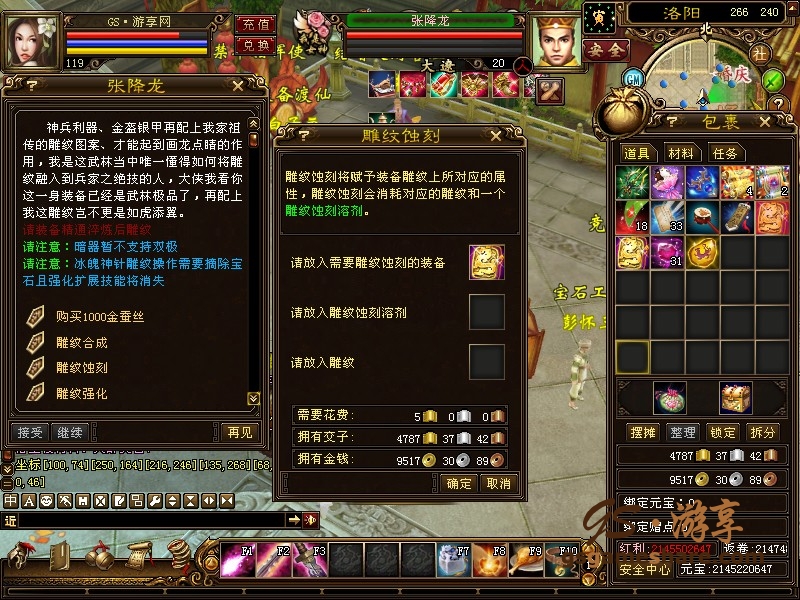 GS·游享网
119
充值
兑换
张降龙
20
大遼
寅
安全
洛阳
266 240
北
社
GM
张降龙
神兵利器、金盔银甲再配上我家祖
传的雕纹图案、才能起到画龙点睛的作
用，我是这武林当中唯一懂得如何将雕
纹融入到兵家之绝技的人，大侠我看你
这一身装备已经是武林极品了，再配上
我这雕纹岂不更是如虎添翼。
请装备精通淬炼后雕纹
请注意：暗器暂不支持双极
请注意：冰魄神针雕纹操作需要摘除宝
石且强化扩展技能将消失
购买1000金蚕丝
雕纹合成
雕纹蚀刻
雕纹强化
接受
继续
再见
雕纹蚀刻
雕纹蚀刻将赋予装备雕纹上所对应的属
性，雕纹蚀刻会消耗对应的雕纹和一个
雕纹蚀刻溶剂。
请放入需要雕纹蚀刻的装备
请放入雕纹蚀刻溶剂
请放入雕纹
需要花费: 5 0 0
拥有交子: 4787 37 42
拥有金钱: 9517 30 89
确定
取消
包裹
道具
材料
任务
4
2
18
33
31
摆摊
整理
锁定
拆分
4787 37 42
9517 30 89
绑定元宝: 0
红利: 2145502647
返卷: 21474
安全中心
元宝: 2145220647
坐标[100, 74][250, 164][216, 246][135, 268][68,
0, 46]
近
F1 F2 F3 F7 F8 F9 F10
1
游享